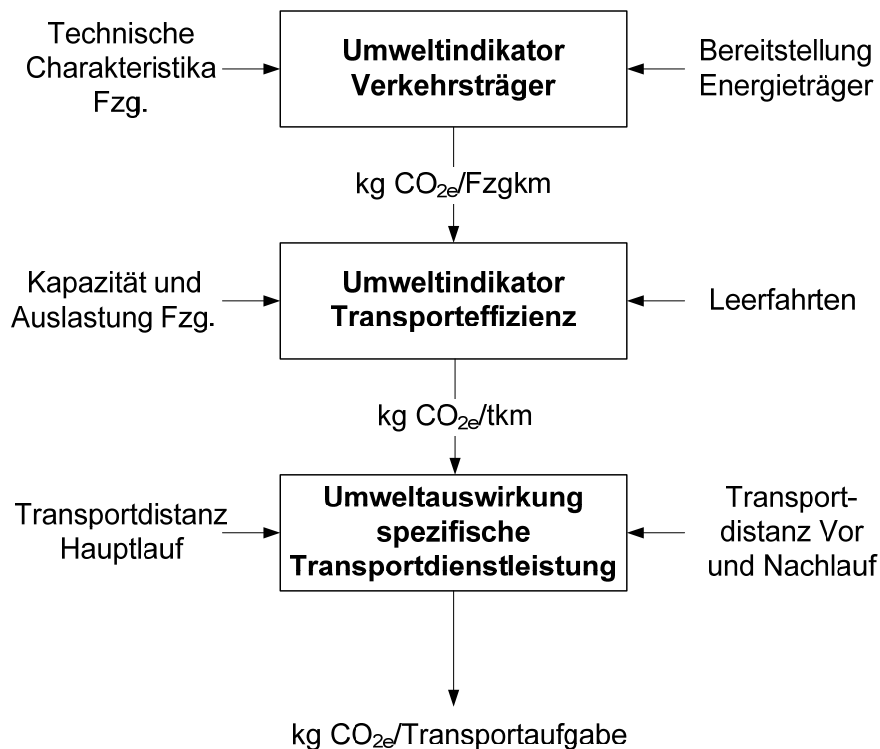 Technische
Charakteristika
Fzg.
Umweltindikator
Verkehrsträger
Bereitstellung
Energieträger
kg CO2e/Fzgkm
Kapazität und
Auslastung Fzg.
Umweltindikator
Transporteffizienz
Leerfahrten
kg CO2e/tkm
Transportdistanz
Hauptlauf
Umweltauswirkung
spezifische
Transportdienstleistung
Transport-
distanz Vor
und Nachlauf
kg CO2e/Transportaufgabe